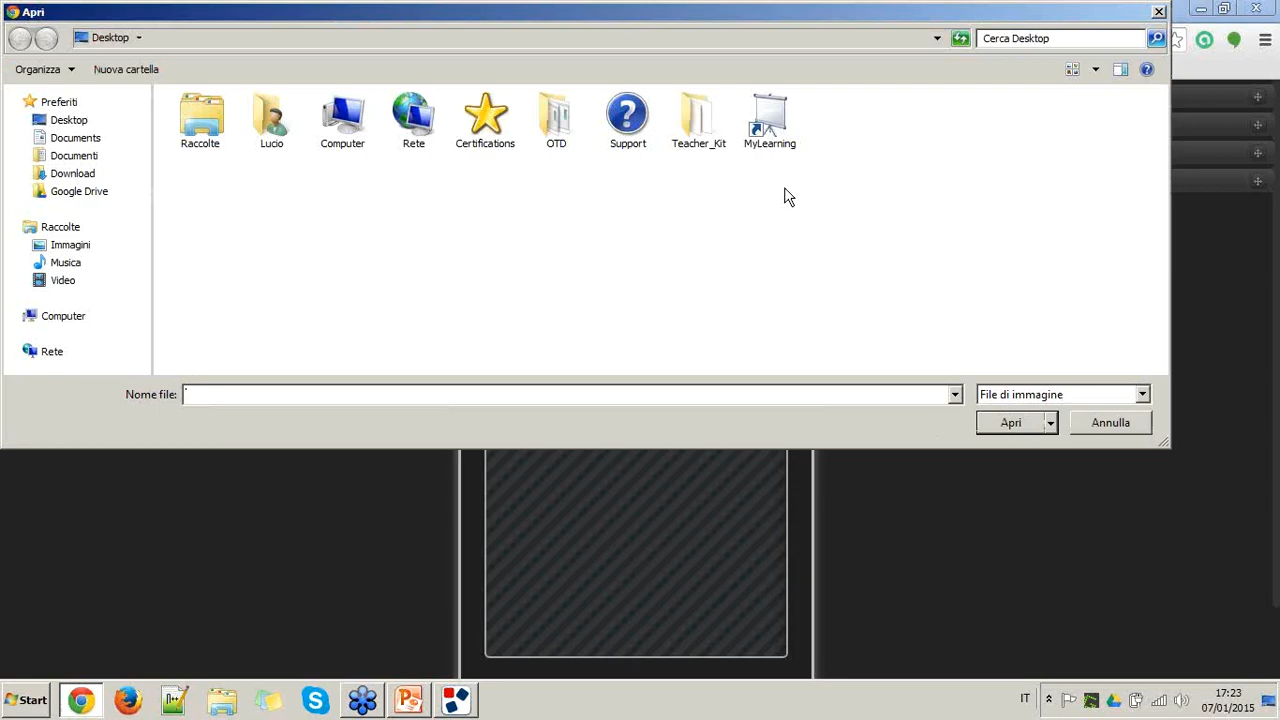 Apri
Desktop
Cerca Desktop
Organizza
Nuova cartella
Preferiti
Desktop
Documents
Documenti
Download
Google Drive
Raccolte
Immagini
Musica
Video
Computer
Rete
Raccolte
Lucio
Computer
Rete
Certifications
OTD
Support
Teacher_Kit
MyLearning
Nome file:
File di immagine
Apri
Annulla
Start
IT
17:23
07/01/2015